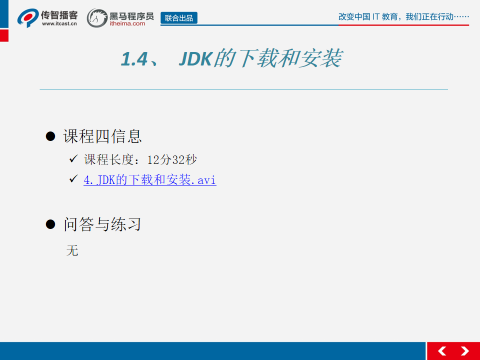 传智播客
www.itcast.cn
黑马程序员
itheima.com
联合出品
改变中国 IT 教育，我们正在行动……
1.4、 JDK的下载和安装
课程四信息
课程长度：12分32秒
4.JDK的下载和安装.avi
问答与练习
无